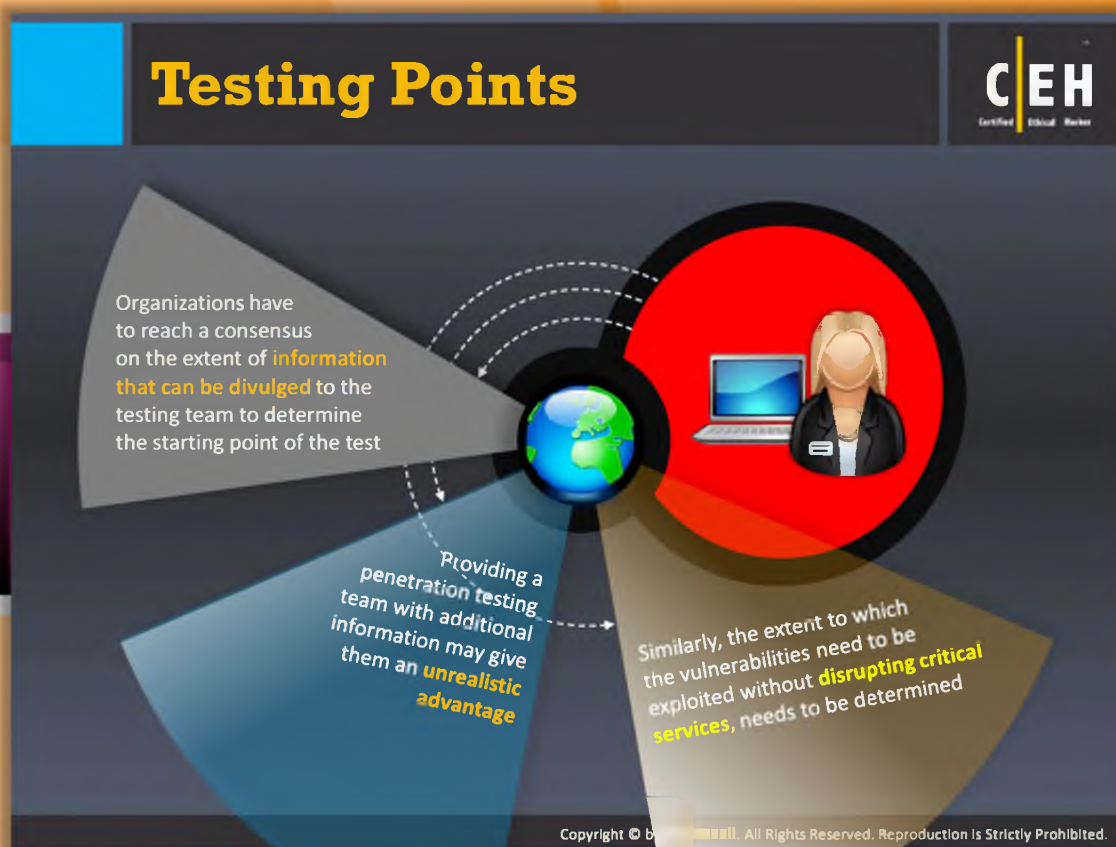 Testing Points
C EH
Certified Ethical Hacker
Organizations have
to reach a consensus
on the extent of information
that can be divulged to the
testing team to determine
the starting point of the test
Providing a
penetration testing
team with additional
information may give
them an unrealistic
advantage
Similarly, the extent to which
the vulnerabilities need to be
exploited without disrupting critical
services, needs to be determined
Copyright © All Rights Reserved. Reproduction is Strictly Prohibited.